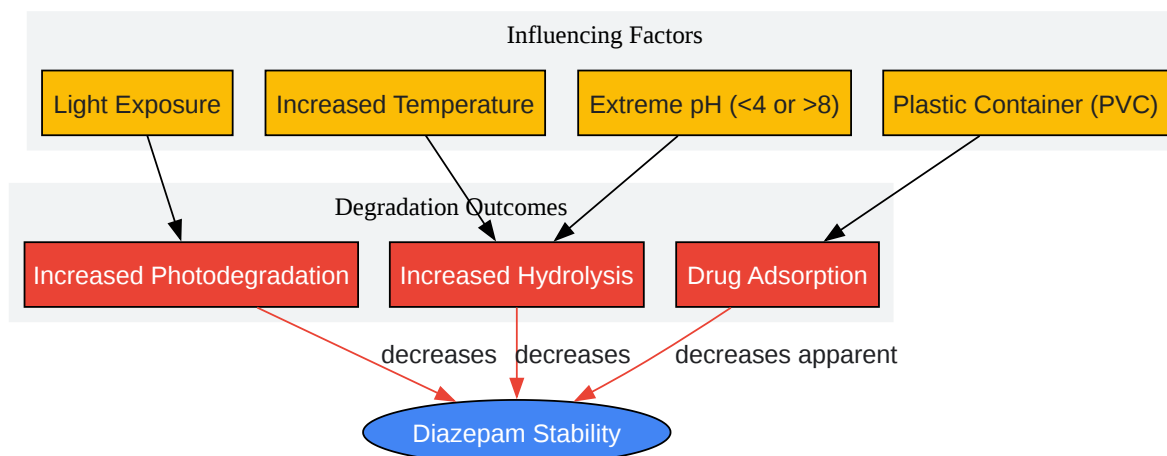 Influencing Factors
Light Exposure
Increased Temperature
Extreme pH (<4 or >8)
Plastic Container (PVC)
Degradation Outcomes
Increased Photodegradation
Increased Hydrolysis
Drug Adsorption
decreases
decreases
decreases apparent
Diazepam Stability